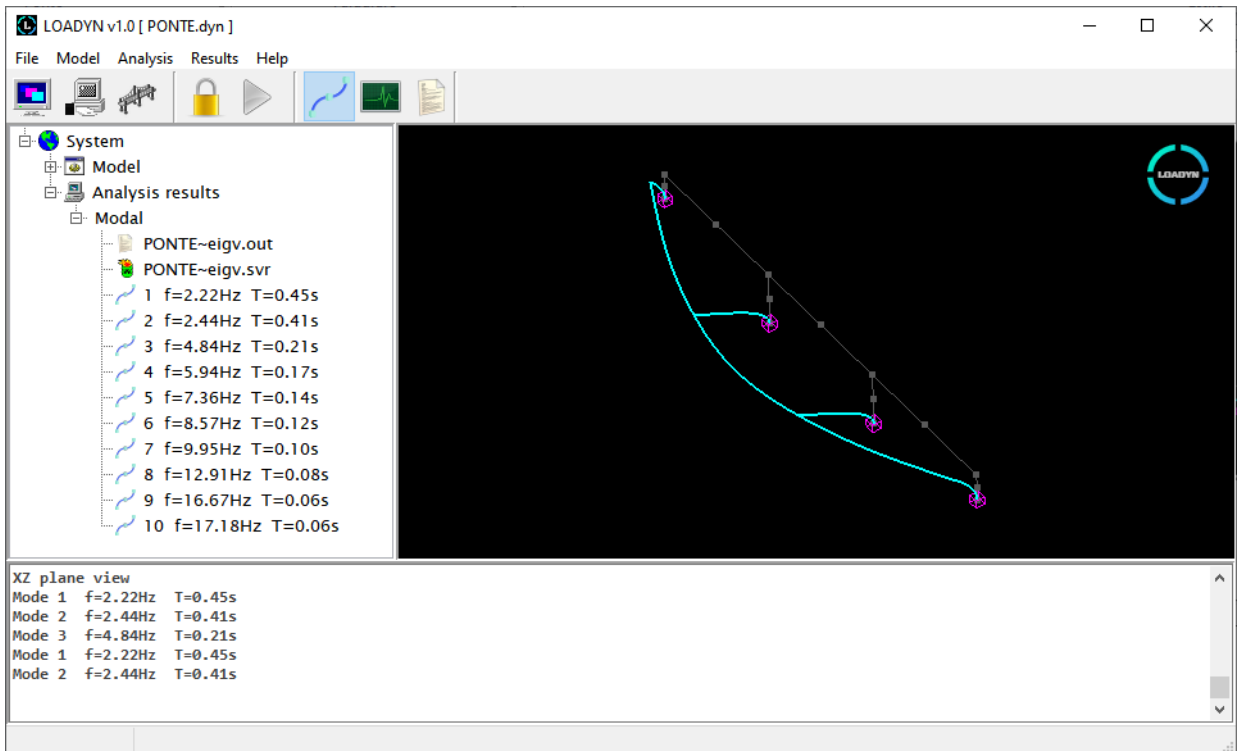 LOADYN v1.0 [ PONTE.dyn ]
File Model Analysis Results Help
System
Model
Analysis results
Modal
PONTE~eigv.out
PONTE~eigv.svr
1 f=2.22Hz T=0.45s
2 f=2.44Hz T=0.41s
3 f=4.84Hz T=0.21s
4 f=5.94Hz T=0.17s
5 f=7.36Hz T=0.14s
6 f=8.57Hz T=0.12s
7 f=9.95Hz T=0.10s
8 f=12.91Hz T=0.08s
9 f=16.67Hz T=0.06s
10 f=17.18Hz T=0.06s
LOADYN
XZ plane view
Mode 1 f=2.22Hz T=0.45s
Mode 2 f=2.44Hz T=0.41s
Mode 3 f=4.84Hz T=0.21s
Mode 1 f=2.22Hz T=0.45s
Mode 2 f=2.44Hz T=0.41s